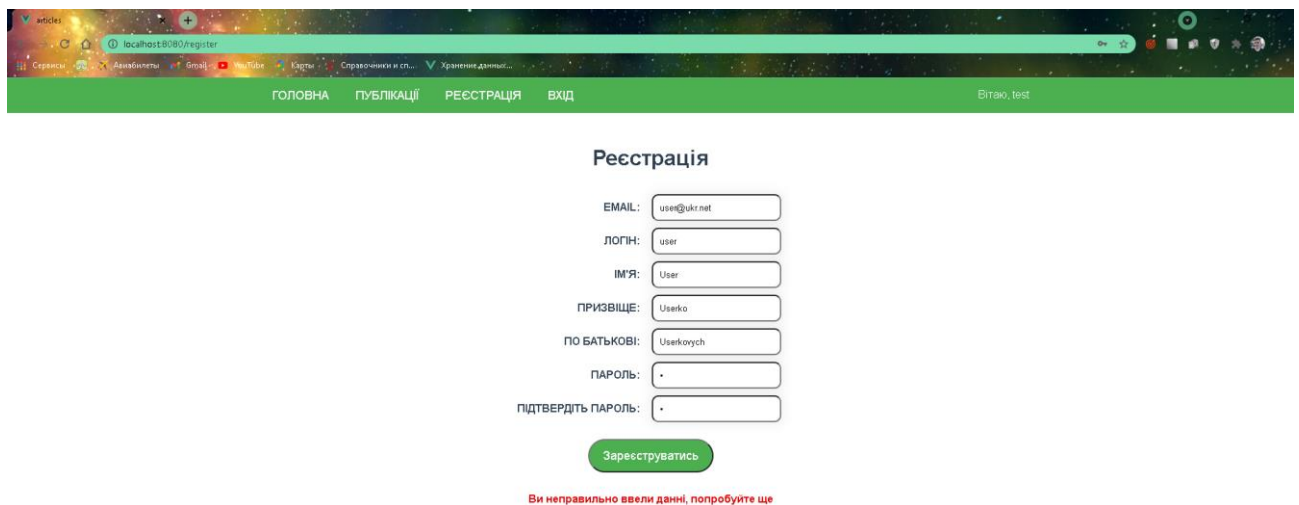 articles
localhost:8080/register
Сервисы Авиабилеты Gmail YouTube Карты Справочники и сп... Хранение данных...
ГОЛОВНА ПУБЛІКАЦІЇ РЕЄСТРАЦІЯ ВХІД Вітаю, test
Реєстрація
EMAIL: user@ukr.net
ЛОГІН: user
ІМ'Я: User
ПРИЗВІЩЕ: Userko
ПО БАТЬКОВІ: Userkovych
ПАРОЛЬ: •
ПІДТВЕРДІТЬ ПАРОЛЬ: •
Зареєструватись
Ви неправильно ввели данні, попробуйте ще